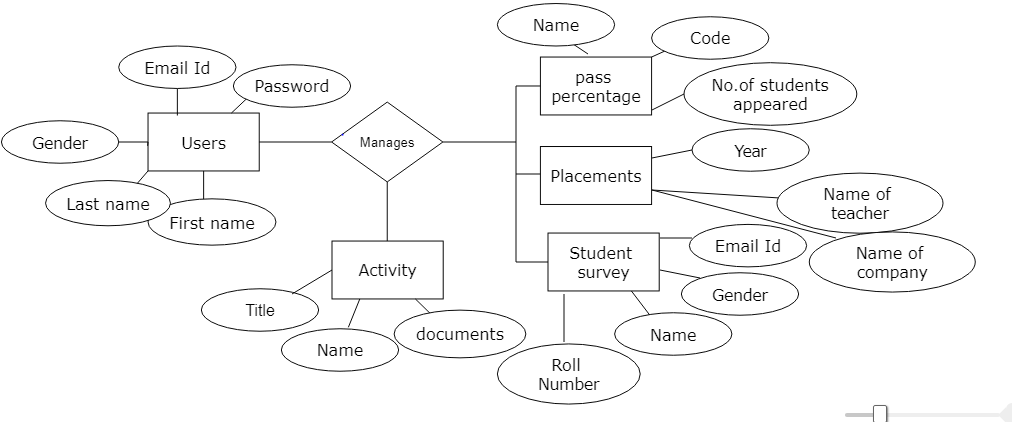 Name
Code
Email Id
Password
pass
percentage
No.of students
appeared
Gender
Users
Manages
Year
Placements
Last name
First name
Name of
teacher
Email Id
Student
survey
Name of
company
Activity
Gender
Title
Name
documents
Name
Roll
Number